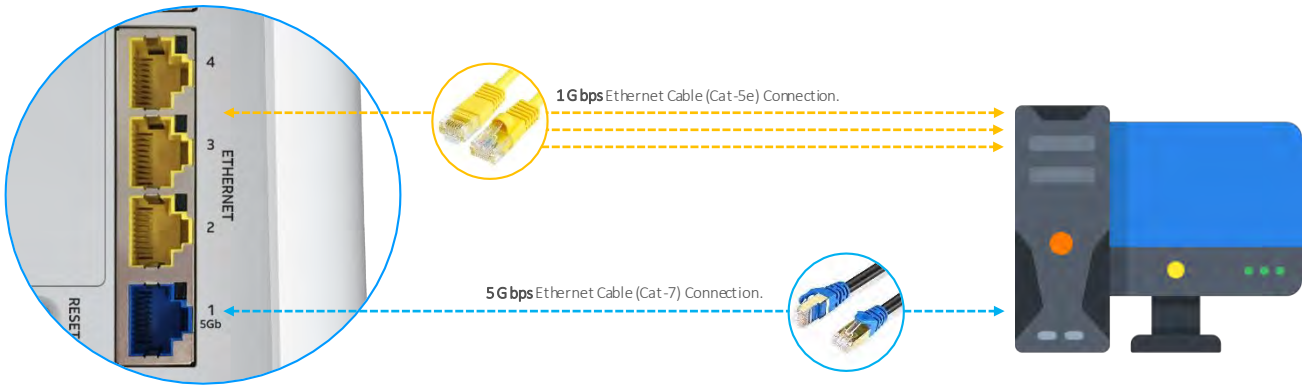 4
3
ETHERNET
2
1
5Gb
RESET
1 Gbps Ethernet Cable (Cat-5e) Connection.
5 Gbps Ethernet Cable (Cat-7) Connection.